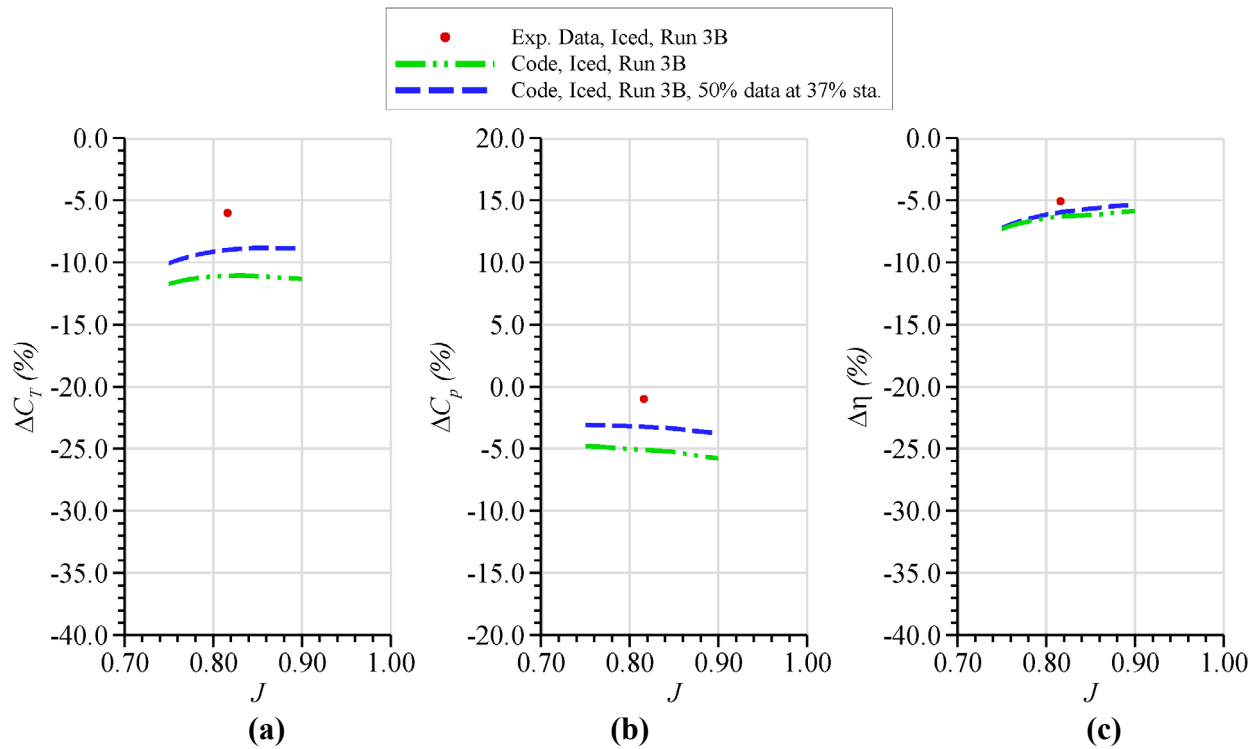 Exp. Data, Iced, Run 3B
Code, Iced, Run 3B
Code, Iced, Run 3B, 50% data at 37% sta.
0.0
-5.0
-10.0
-15.0
-20.0
-25.0
-30.0
-35.0
-40.0
ΔC_T (%)
0.70 0.80 0.90 1.00
J
(a)
20.0
15.0
10.0
5.0
0.0
-5.0
-10.0
-15.0
-20.0
ΔC_p (%)
0.70 0.80 0.90 1.00
J
(b)
0.0
-5.0
-10.0
-15.0
-20.0
-25.0
-30.0
-35.0
-40.0
Δη (%)
0.70 0.80 0.90 1.00
J
(c)